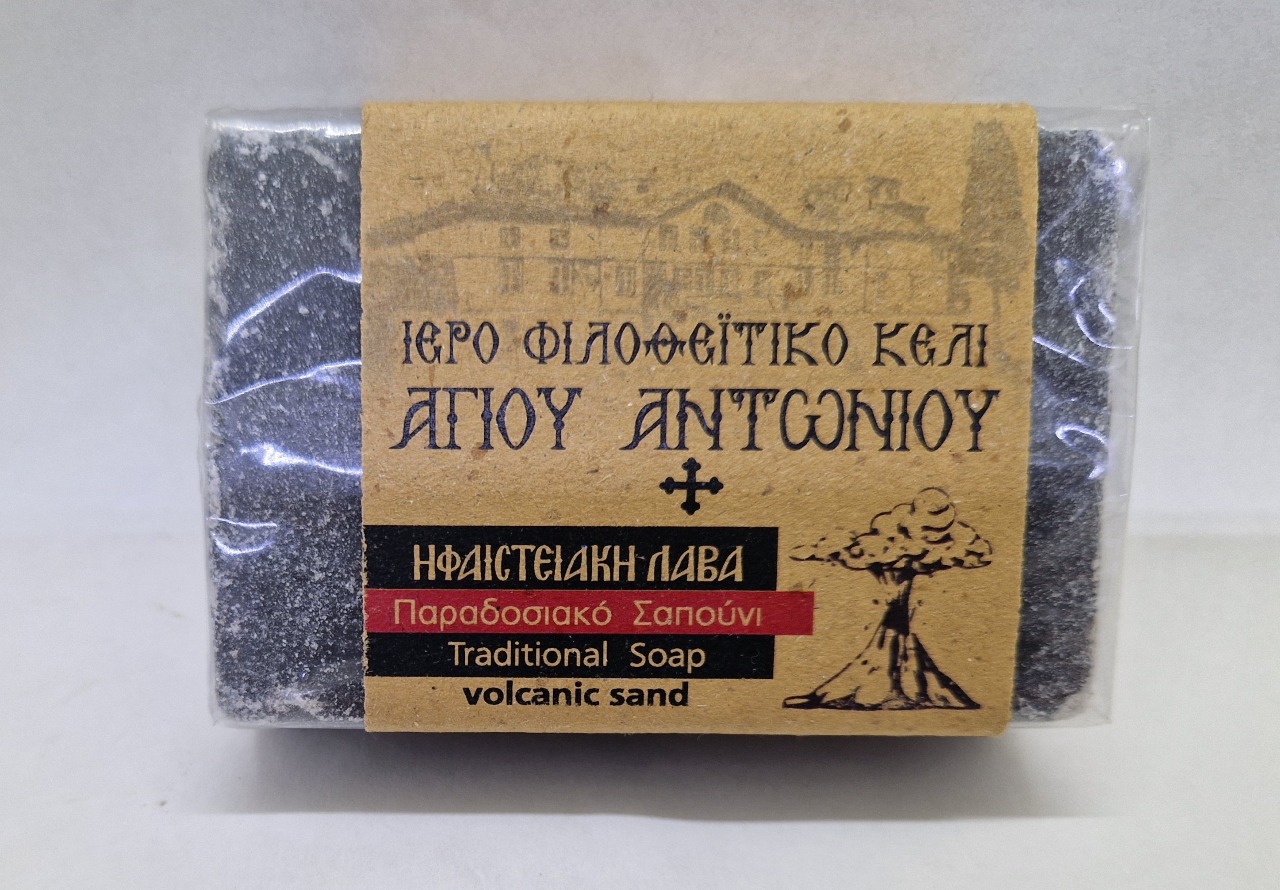 ΙΕΡΟ ΦΙΛΟΘΕΪΤΙΚΟ ΚΕΛΙ
ΑΓΙΟΥ ΑΝΤΩΝΙΟΥ
ΗΦΑΙΣΤΕΙΑΚΗ ΛΑΒΑ
Παραδοσιακό Σαπούνι
Traditional Soap
volcanic sand